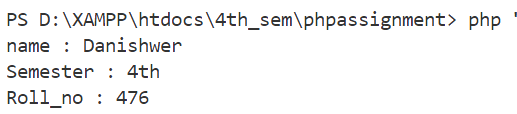 PS D:\XAMPP\htdocs\4th_sem\phpassignment> php '
name : Danishwer
Semester : 4th
Roll_no : 476